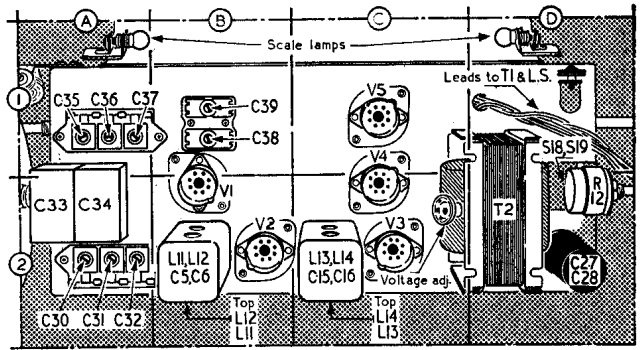 A B C D
Scale lamps
1
Leads to T1 & L.S.
C35 C36 C37
C39
C38
V5
V4
V1
S18,S19
R
12
C33 C34
T2
2
V2
V3
L11,L12
C5,C6
L13,L14
C15,C16
Voltage adj.
C27
C28
C30 C31 C32
Top
L12
L11
Top
L14
L13